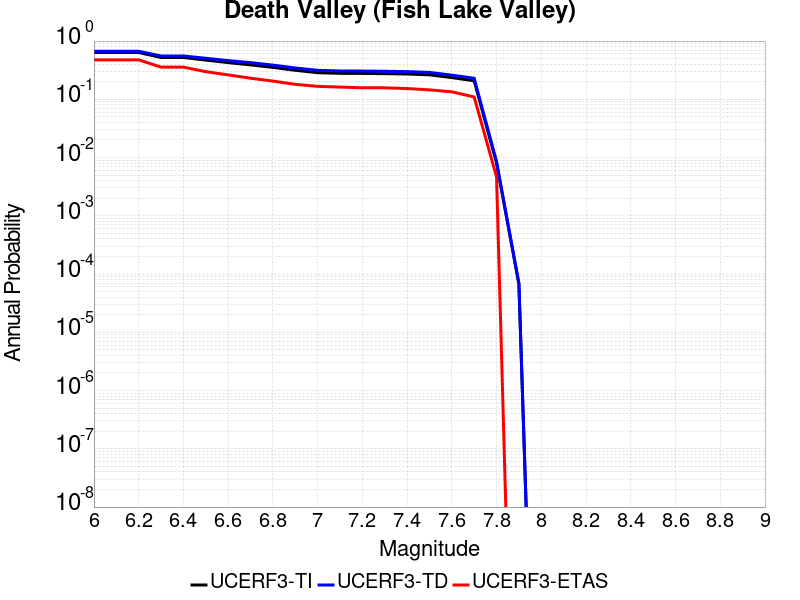 Death Valley (Fish Lake Valley)
10^0
10^-1
10^-2
10^-3
10^-4
10^-5
10^-6
10^-7
10^-8
Annual Probability
6 6.2 6.4 6.6 6.8 7 7.2 7.4 7.6 7.8 8 8.2 8.4 8.6 8.8 9
Magnitude
UCERF3-TI UCERF3-TD UCERF3-ETAS